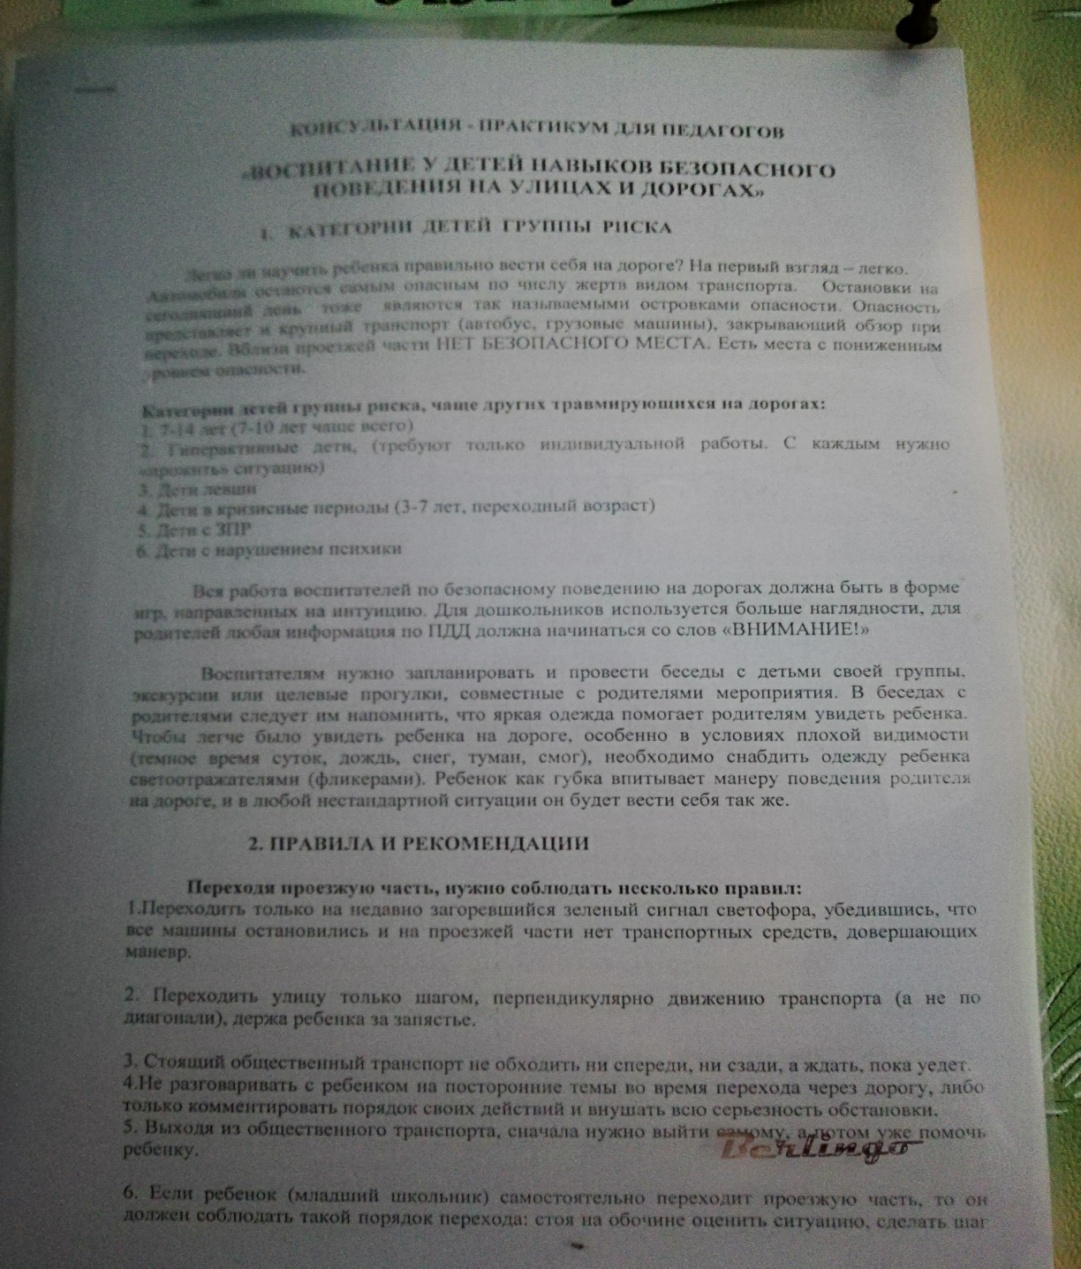 КОНСУЛЬТАЦИЯ - ПРАКТИКУМ ДЛЯ ПЕДАГОГОВ
«ВОСПИТАНИЕ У ДЕТЕЙ НАВЫКОВ БЕЗОПАСНОГО
ПОВЕДЕНИЯ НА УЛИЦАХ И ДОРОГАХ»
1. КАТЕГОРИИ ДЕТЕЙ ГРУППЫ РИСКА
Легко ли научить ребенка правильно вести себя на дороге? На первый взгляд – легко.
Автомобили остаются самым опасным по числу жертв видом транспорта. Остановки на
сегодняшний день тоже являются так называемыми островками опасности. Опасность
представляет и крупный транспорт (автобус, грузовые машины), закрывающий обзор при
переходе. Вблизи проезжей части НЕТ БЕЗОПАСНОГО МЕСТА. Есть места с пониженным
уровнем опасности.
Категории детей группы риска, чаще других травмирующихся на дорогах:
1. 7-14 лет (7-10 лет чаще всего)
2. Гиперактивные дети, (требуют только индивидуальной работы. С каждым нужно
«прожить» ситуацию)
3. Дети левши
4. Дети в кризисные периоды (3-7 лет, переходный возраст)
5. Дети с ЗПР
6. Дети с нарушением психики
Вся работа воспитателей по безопасному поведению на дорогах должна быть в форме
игр, направленных на интуицию. Для дошкольников используется больше наглядности, для
родителей любая информация по ПДД должна начинаться со слов «ВНИМАНИЕ!»
Воспитателям нужно запланировать и провести беседы с детьми своей группы,
экскурсии или целевые прогулки, совместные с родителями мероприятия. В беседах с
родителями следует им напомнить, что яркая одежда помогает родителям увидеть ребенка.
Чтобы легче было увидеть ребенка на дороге, особенно в условиях плохой видимости
(темное время суток, дождь, снег, туман, смог), необходимо снабдить одежду ребенка
светоотражателями (фликерами). Ребенок как губка впитывает манеру поведения родителя
на дороге, и в любой нестандартной ситуации он будет вести себя так же.
2. ПРАВИЛА И РЕКОМЕНДАЦИИ
Переходя проезжую часть, нужно соблюдать несколько правил:
1.Переходить только на недавно загоревшийся зеленый сигнал светофора, убедившись, что
все машины остановились и на проезжей части нет транспортных средств, довершающих
маневр.
2. Переходить улицу только шагом, перпендикулярно движению транспорта (а не по
диагонали), держа ребенка за запястье.
3. Стоящий общественный транспорт не обходить ни спереди, ни сзади, а ждать, пока уедет.
4.Не разговаривать с ребенком на посторонние темы во время перехода через дорогу, либо
только комментировать порядок своих действий и внушать всю серьезность обстановки.
5. Выходя из общественного транспорта, сначала нужно выйти самому, а потом уже помочь
ребенку.
Berlingo
6. Если ребенок (младший школьник) самостоятельно переходит проезжую часть, то он
должен соблюдать такой порядок перехода: стоя на обочине оценить ситуацию, сделать шаг